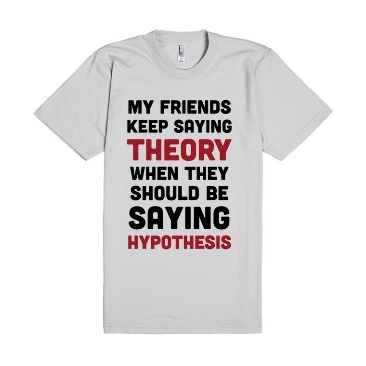 MY FRIENDS
KEEP SAYING
THEORY
WHEN THEY
SHOULD BE
SAYING
HYPOTHESIS